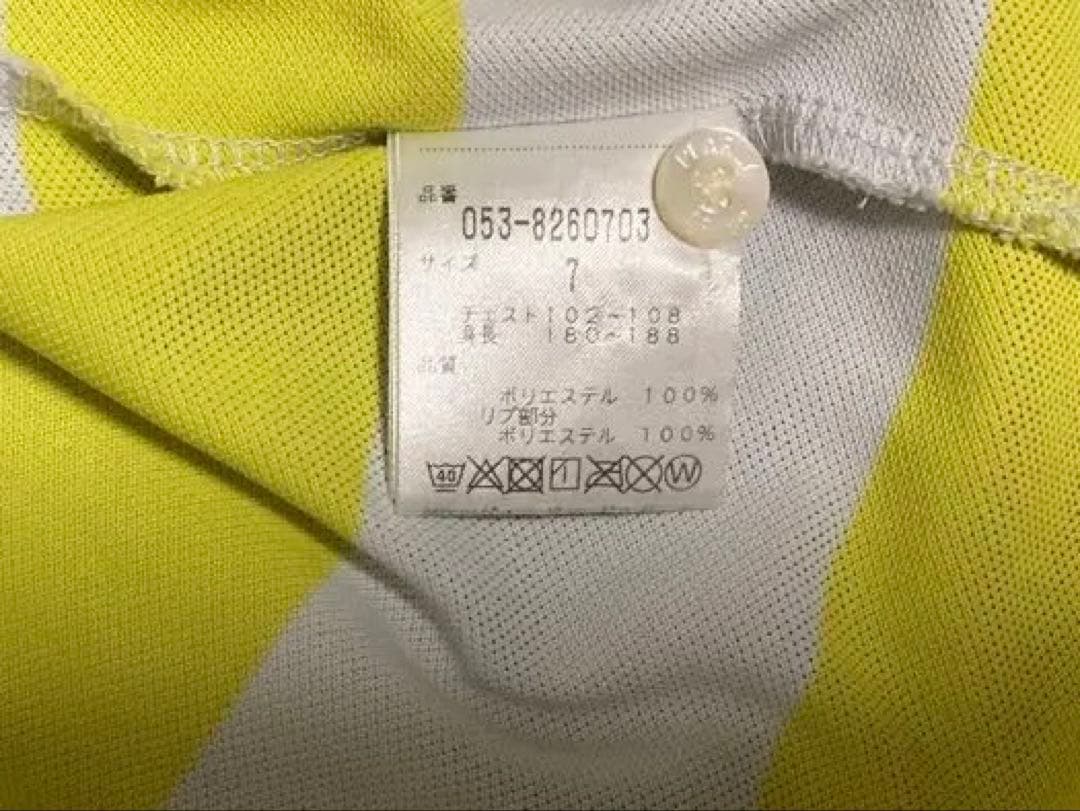 品番
053-8260703
サイズ 7
チェスト102~108
身長 180~188
品質
ポリエステル 100%
リブ部分
ポリエステル 100%
40
W